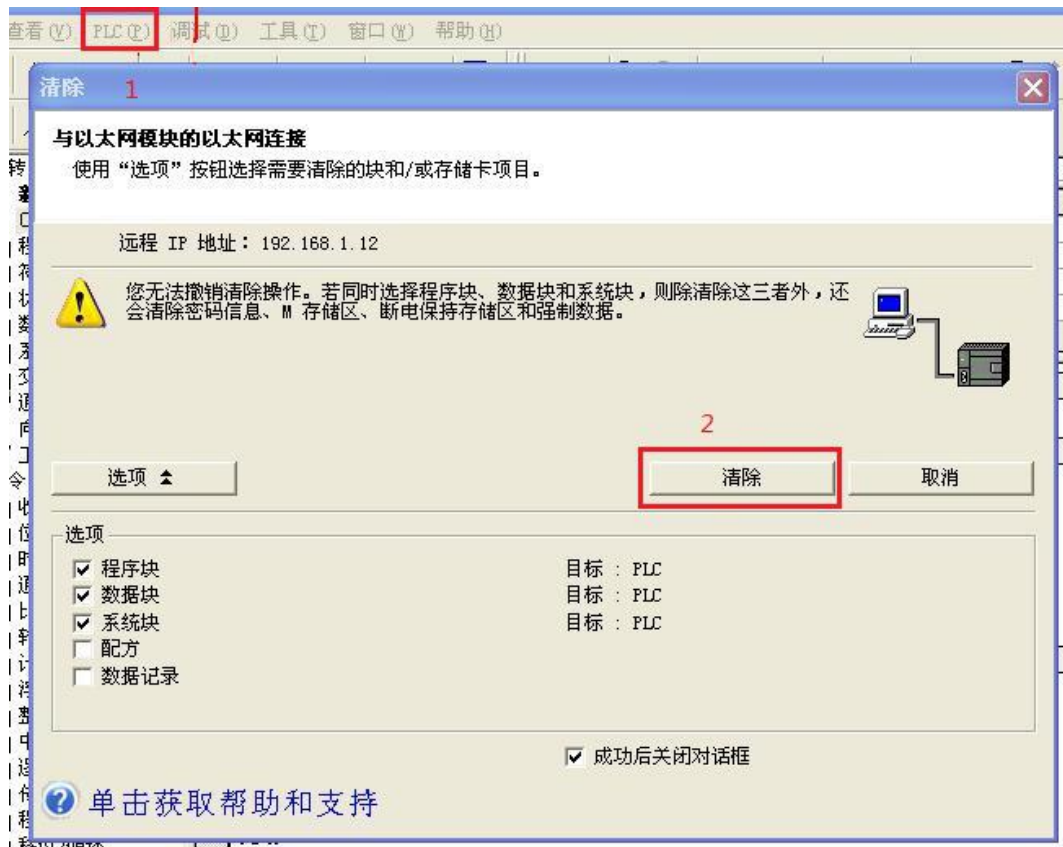 查看(V) PLC(P) 调试(D) 工具(T) 窗口(W) 帮助(H)
清除 1
与以太网模块的以太网连接
使用“选项”按钮选择需要清除的块和/或存储卡项目。
远程 IP 地址: 192.168.1.12
您无法撤销清除操作。若同时选择程序块、数据块和系统块，则除清除这三者外，还
会清除密码信息、M 存储区、断电保持存储区和强制数据。
2
选项 清除 取消
选项
程序块 目标 : PLC
数据块 目标 : PLC
系统块 目标 : PLC
配方
数据记录
成功后关闭对话框
单击获取帮助和支持